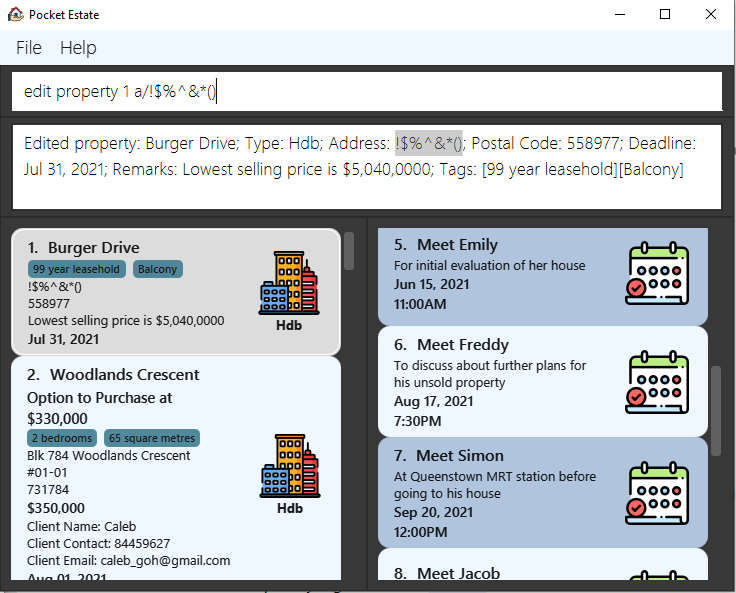 Pocket Estate
File Help
edit property 1 a/!$%^&*()
Edited property: Burger Drive; Type: Hdb; Address: !$%^&*(); Postal Code: 558977; Deadline:
Jul 31, 2021; Remarks: Lowest selling price is $5,040,0000; Tags: [99 year leasehold][Balcony]
1. Burger Drive
99 year leasehold Balcony
!$%^&*()
558977
Lowest selling price is $5,040,0000
Jul 31, 2021
Hdb
2. Woodlands Crescent
Option to Purchase at
$330,000
2 bedrooms 65 square metres
Blk 784 Woodlands Crescent
#01-01
731784
$350,000
Client Name: Caleb
Client Contact: 84459627
Client Email: caleb_goh@gmail.com
Aug 01, 2021
Hdb
5. Meet Emily
For initial evaluation of her house
Jun 15, 2021
11:00AM
6. Meet Freddy
To discuss about further plans for
his unsold property
Aug 17, 2021
7:30PM
7. Meet Simon
At Queenstown MRT station before
going to his house
Sep 20, 2021
12:00PM
8. Meet Jacob